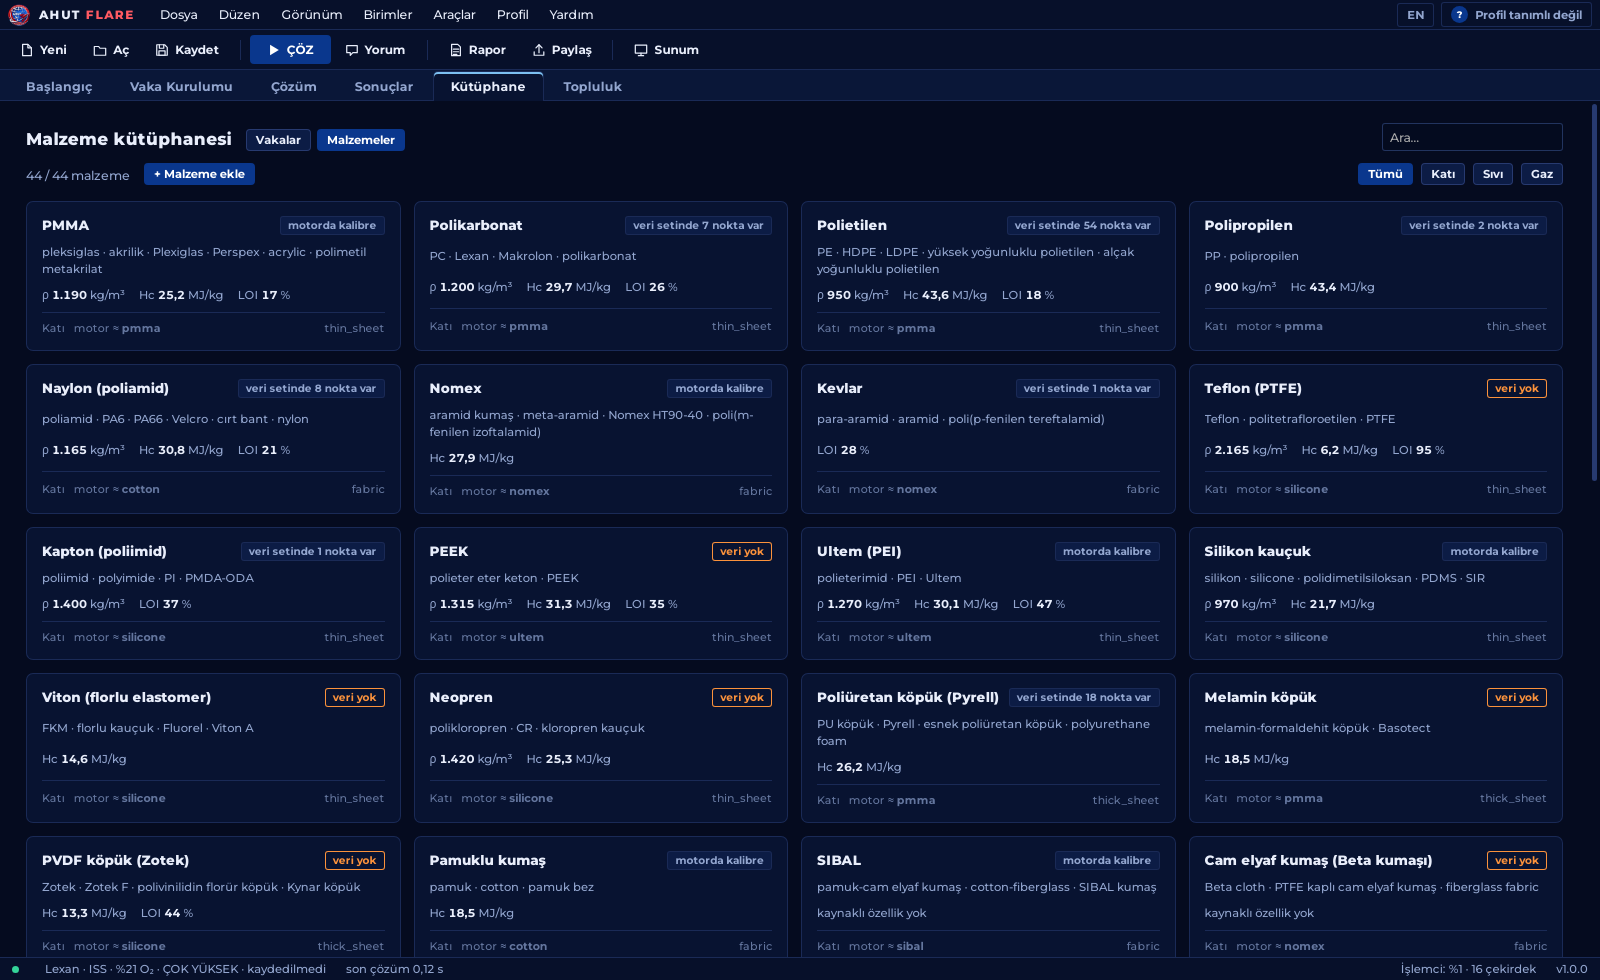 AHUT FLARE Dosya Düzen Görünüm Birimler Araçlar Profil Yardım EN ? Profil tanımlı değil
Yeni Aç Kaydet ÇÖZ Yorum Rapor Paylaş Sunum
Başlangıç Vaka Kurulumu Çözüm Sonuçlar Kütüphane Topluluk
Malzeme kütüphanesi Vakalar Malzemeler Ara...
44 / 44 malzeme + Malzeme ekle Tümü Katı Sıvı Gaz
PMMA motorda kalibre
pleksiglas · akrilik · Plexiglas · Perspex · acrylic · polimetil
metakrilat
ρ 1.190 kg/m³ Hc 25,2 MJ/kg LOI 17 %
Katı motor ≈ pmma thin_sheet
Polikarbonat veri setinde 7 nokta var
PC · Lexan · Makrolon · polikarbonat
ρ 1.200 kg/m³ Hc 29,7 MJ/kg LOI 26 %
Katı motor ≈ pmma thin_sheet
Polietilen veri setinde 54 nokta var
PE · HDPE · LDPE · yüksek yoğunluklu polietilen · alçak
yoğunluklu polietilen
ρ 950 kg/m³ Hc 43,6 MJ/kg LOI 18 %
Katı motor ≈ pmma thin_sheet
Polipropilen veri setinde 2 nokta var
PP · polipropilen
ρ 900 kg/m³ Hc 43,4 MJ/kg
Katı motor ≈ pmma thin_sheet
Naylon (poliamid) veri setinde 8 nokta var
poliamid · PA6 · PA66 · Velcro · cırt bant · nylon
ρ 1.165 kg/m³ Hc 30,8 MJ/kg LOI 21 %
Katı motor ≈ cotton fabric
Nomex motorda kalibre
aramid kumaş · meta-aramid · Nomex HT90-40 · poli(m-
fenilen izoftalamid)
Hc 27,9 MJ/kg
Katı motor ≈ nomex fabric
Kevlar veri setinde 1 nokta var
para-aramid · aramid · poli(p-fenilen tereftalamid)
LOI 28 %
Katı motor ≈ nomex fabric
Teflon (PTFE) veri yok
Teflon · politetrafloroetilen · PTFE
ρ 2.165 kg/m³ Hc 6,2 MJ/kg LOI 95 %
Katı motor ≈ silicone thin_sheet
Kapton (poliimid) veri setinde 1 nokta var
poliimid · polyimide · PI · PMDA-ODA
ρ 1.400 kg/m³ LOI 37 %
Katı motor ≈ silicone thin_sheet
PEEK veri yok
polieter eter keton · PEEK
ρ 1.315 kg/m³ Hc 31,3 MJ/kg LOI 35 %
Katı motor ≈ ultem thin_sheet
Ultem (PEI) motorda kalibre
polieterimid · PEI · Ultem
ρ 1.270 kg/m³ Hc 30,1 MJ/kg LOI 47 %
Katı motor ≈ ultem thin_sheet
Silikon kauçuk motorda kalibre
silikon · silicone · polidimetilsiloksan · PDMS · SIR
ρ 970 kg/m³ Hc 21,7 MJ/kg
Katı motor ≈ silicone thin_sheet
Viton (florlu elastomer) veri yok
FKM · florlu kauçuk · Fluorel · Viton A
Hc 14,6 MJ/kg
Katı motor ≈ silicone thin_sheet
Neopren veri yok
polikloropren · CR · kloropren kauçuk
ρ 1.420 kg/m³ Hc 25,3 MJ/kg
Katı motor ≈ silicone thin_sheet
Poliüretan köpük (Pyrell) veri setinde 18 nokta var
PU köpük · Pyrell · esnek poliüretan köpük · polyurethane
foam
Hc 26,2 MJ/kg
Katı motor ≈ pmma thick_sheet
Melamin köpük veri yok
melamin-formaldehit köpük · Basotect
Hc 18,5 MJ/kg
Katı motor ≈ pmma thick_sheet
PVDF köpük (Zotek) veri yok
Zotek · Zotek F · polivinilidin florür köpük · Kynar köpük
Hc 13,3 MJ/kg LOI 44 %
Katı motor ≈ silicone thick_sheet
Pamuklu kumaş motorda kalibre
pamuk · cotton · pamuk bez
Hc 18,5 MJ/kg
Katı motor ≈ cotton fabric
SIBAL motorda kalibre
pamuk-cam elyaf kumaş · cotton-fiberglass · SIBAL kumaş
kaynaklı özellik yok
Katı motor ≈ sibal fabric
Cam elyaf kumaş (Beta kumaşı) veri yok
Beta cloth · PTFE kaplı cam elyaf kumaş · fiberglass fabric
kaynaklı özellik yok
Katı motor ≈ nomex fabric
Lexan · ISS · %21 O₂ · ÇOK YÜKSEK · kaydedilmedi son çözüm 0,12 s İşlemci: %1 · 16 çekirdek v1.0.0